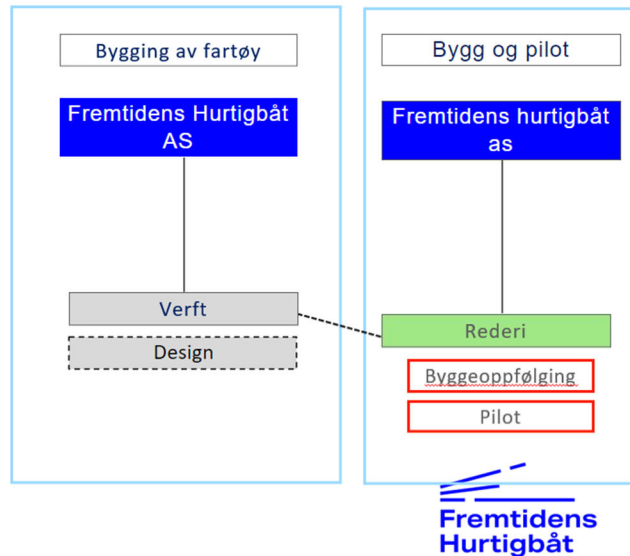 Bygging av fartøy
Fremtidens Hurtigbåt
AS
Verft
Design
Bygg og pilot
Fremtidens hurtigbåt
as
Rederi
Byggeoppfølging
Pilot
Fremtidens
Hurtigbåt